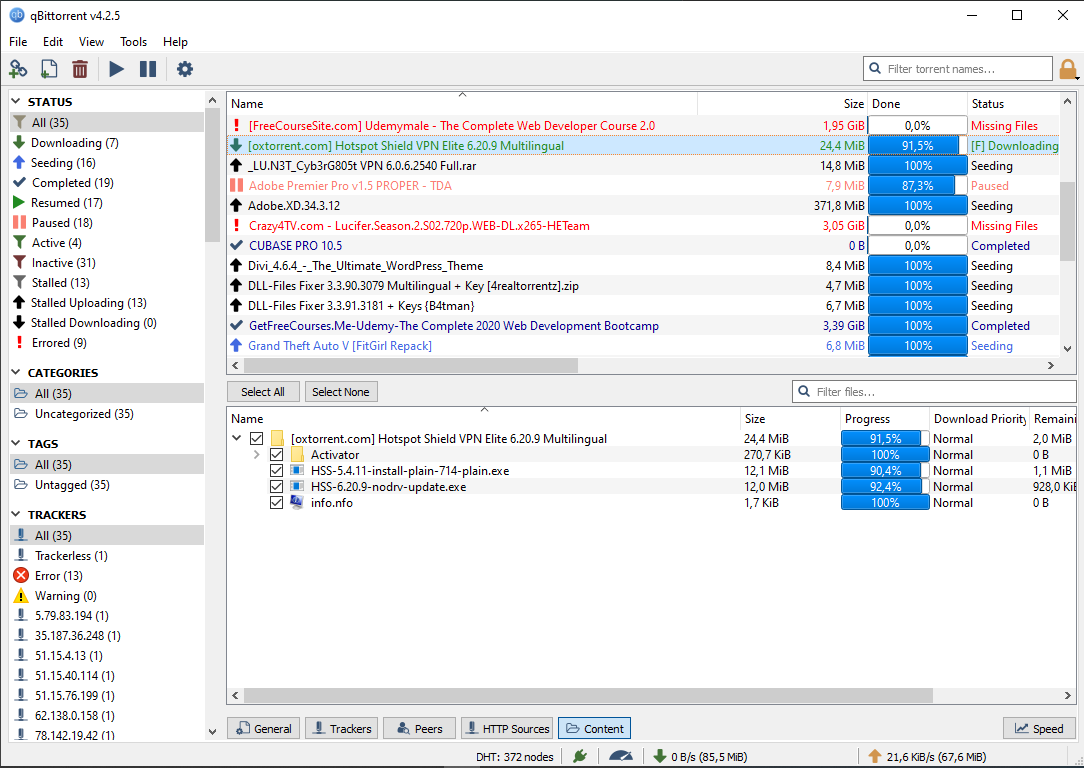 qBittorrent v4.2.5
File Edit View Tools Help
Filter torrent names...
STATUS
All (35)
Downloading (7)
Seeding (16)
Completed (19)
Resumed (17)
Paused (18)
Active (4)
Inactive (31)
Stalled (13)
Stalled Uploading (13)
Stalled Downloading (0)
Errored (9)
CATEGORIES
All (35)
Uncategorized (35)
TAGS
All (35)
Untagged (35)
TRACKERS
All (35)
Trackerless (1)
Error (13)
Warning (0)
5.79.83.194 (1)
35.187.36.248 (1)
51.15.4.13 (1)
51.15.40.114 (1)
51.15.76.199 (1)
62.138.0.158 (1)
78.142.19.42 (1)
Name Size Done Status
[FreeCourseSite.com] Udemymale - The Complete Web Developer Course 2.0 1,95 GiB 0,0% Missing Files
[oxtorrent.com] Hotspot Shield VPN Elite 6.20.9 Multilingual 24,4 MiB 91,5% [F] Downloading
_LU.N3T_Cyb3rG805t VPN 6.0.6.2540 Full.rar 14,8 MiB 100% Seeding
Adobe Premier Pro v1.5 PROPER - TDA 7,9 MiB 87,3% Paused
Adobe.XD.34.3.12 371,8 MiB 100% Seeding
Crazy4TV.com - Lucifer.Season.2.S02.720p.WEB-DL.x265-HETeam 3,05 GiB 0,0% Missing Files
CUBASE PRO 10.5 0 B 0,0% Completed
Divi_4.6.4_-_The_Ultimate_WordPress_Theme 8,4 MiB 100% Seeding
DLL-Files Fixer 3.3.90.3079 Multilingual + Key [4realtorrentz].zip 4,7 MiB 100% Seeding
DLL-Files Fixer 3.3.91.3181 + Keys {B4tman} 6,7 MiB 100% Seeding
GetFreeCourses.Me-Udemy-The Complete 2020 Web Development Bootcamp 3,39 GiB 100% Completed
Grand Theft Auto V [FitGirl Repack] 6,8 MiB 100% Seeding
Select All Select None Filter files...
Name Size Progress Download Priority Remaini
[oxtorrent.com] Hotspot Shield VPN Elite 6.20.9 Multilingual 24,4 MiB 91,5% Normal 2,0 MiB
Activator 270,7 KiB 100% Normal 0 B
HSS-5.4.11-install-plain-714-plain.exe 12,1 MiB 90,4% Normal 1,1 MiB
HSS-6.20.9-nodrv-update.exe 12,0 MiB 92,4% Normal 928,0 KiB
info.nfo 1,7 KiB 100% Normal 0 B
General Trackers Peers HTTP Sources Content Speed
DHT: 372 nodes 0 B/s (85,5 MiB) 21,6 KiB/s (67,6 MiB)